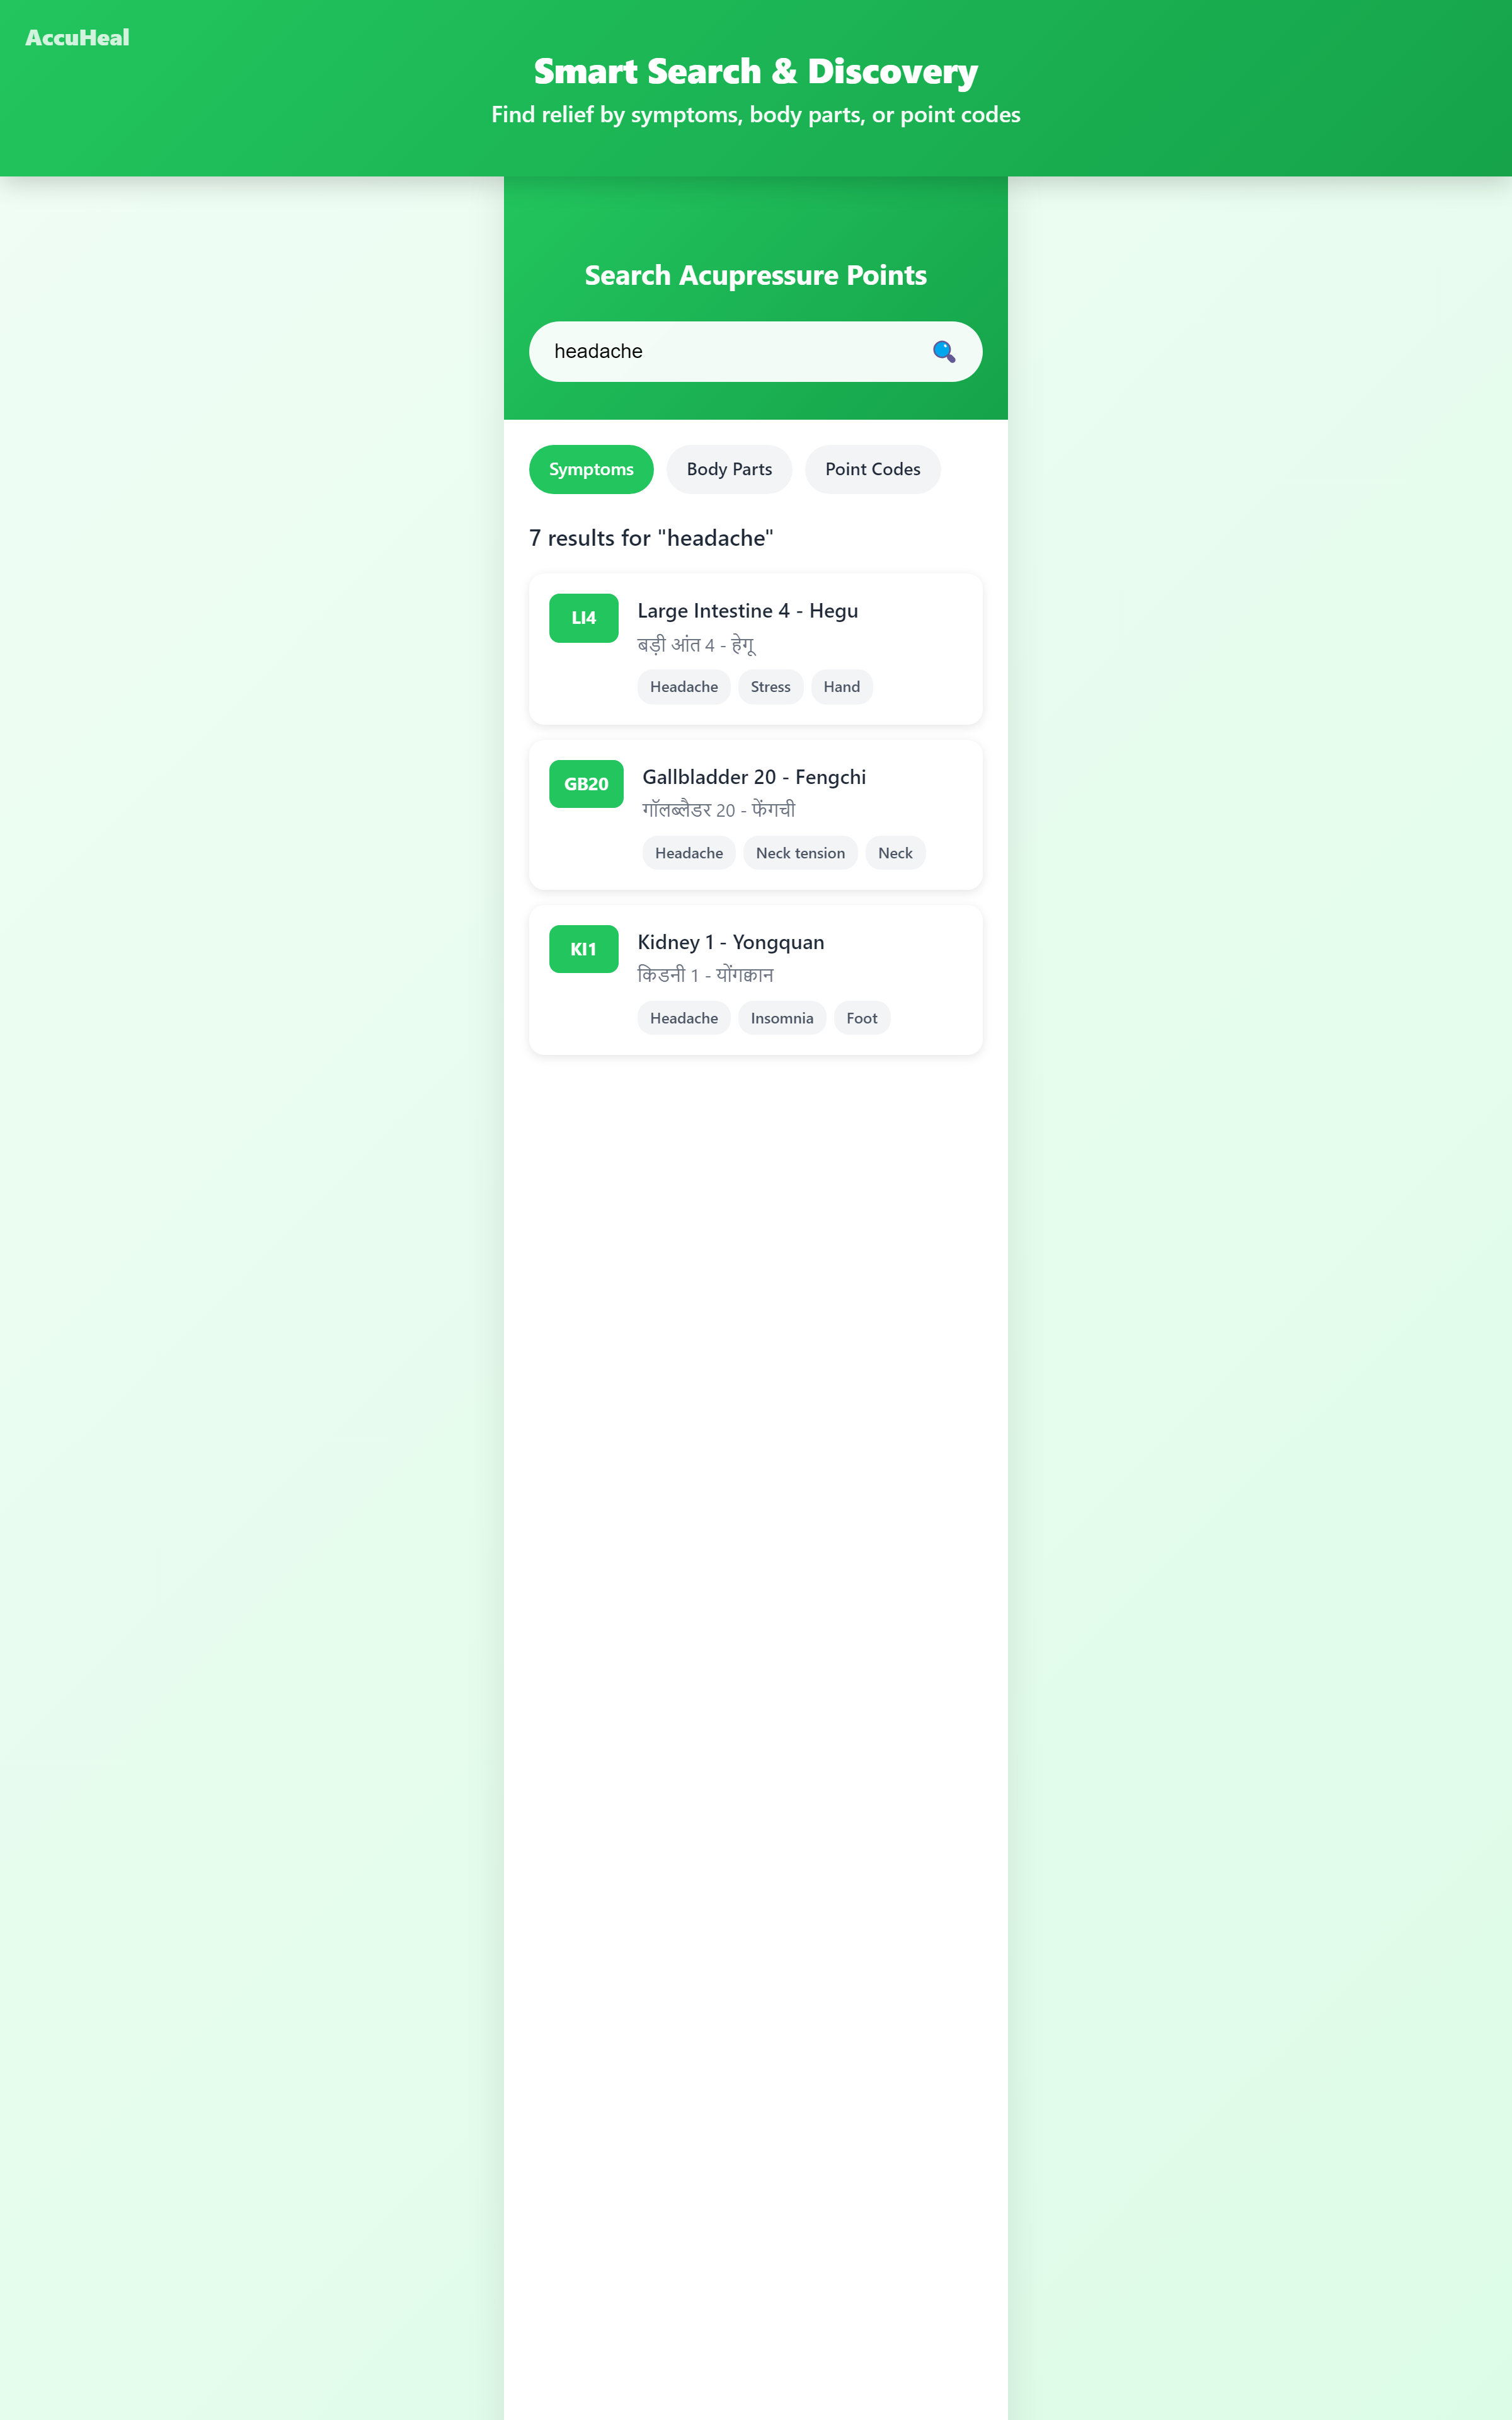 AccuHeal
Smart Search & Discovery
Find relief by symptoms, body parts, or point codes
Search Acupressure Points
headache
Symptoms Body Parts Point Codes
7 results for "headache"
LI4 Large Intestine 4 - Hegu
बड़ी आंत 4 - हेगू
Headache Stress Hand
GB20 Gallbladder 20 - Fengchi
गॉलब्लैडर 20 - फेंगची
Headache Neck tension Neck
KI1 Kidney 1 - Yongquan
किडनी 1 - योंगक्वान
Headache Insomnia Foot